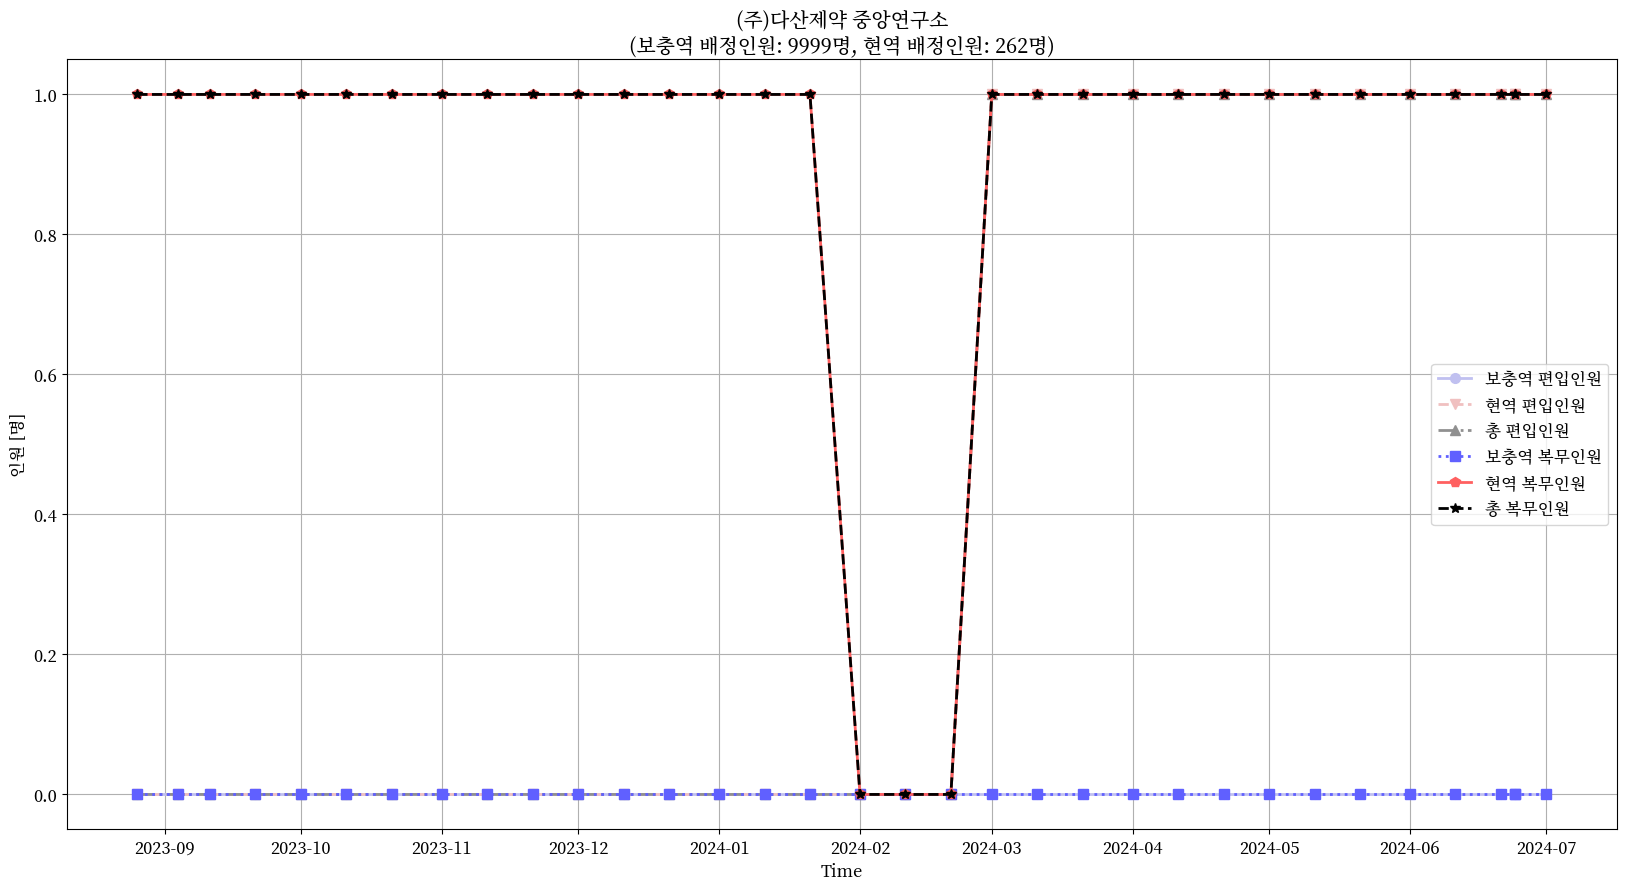 (주)다산제약 중앙연구소
(보충역 배정인원: 9999명, 현역 배정인원: 262명)
1.0
0.8
0.6
0.4
0.2
0.0
인원 [명]
보충역 편입인원
현역 편입인원
총 편입인원
보충역 복무인원
현역 복무인원
총 복무인원
2023-09 2023-10 2023-11 2023-12 2024-01 2024-02 2024-03 2024-04 2024-05 2024-06 2024-07
Time